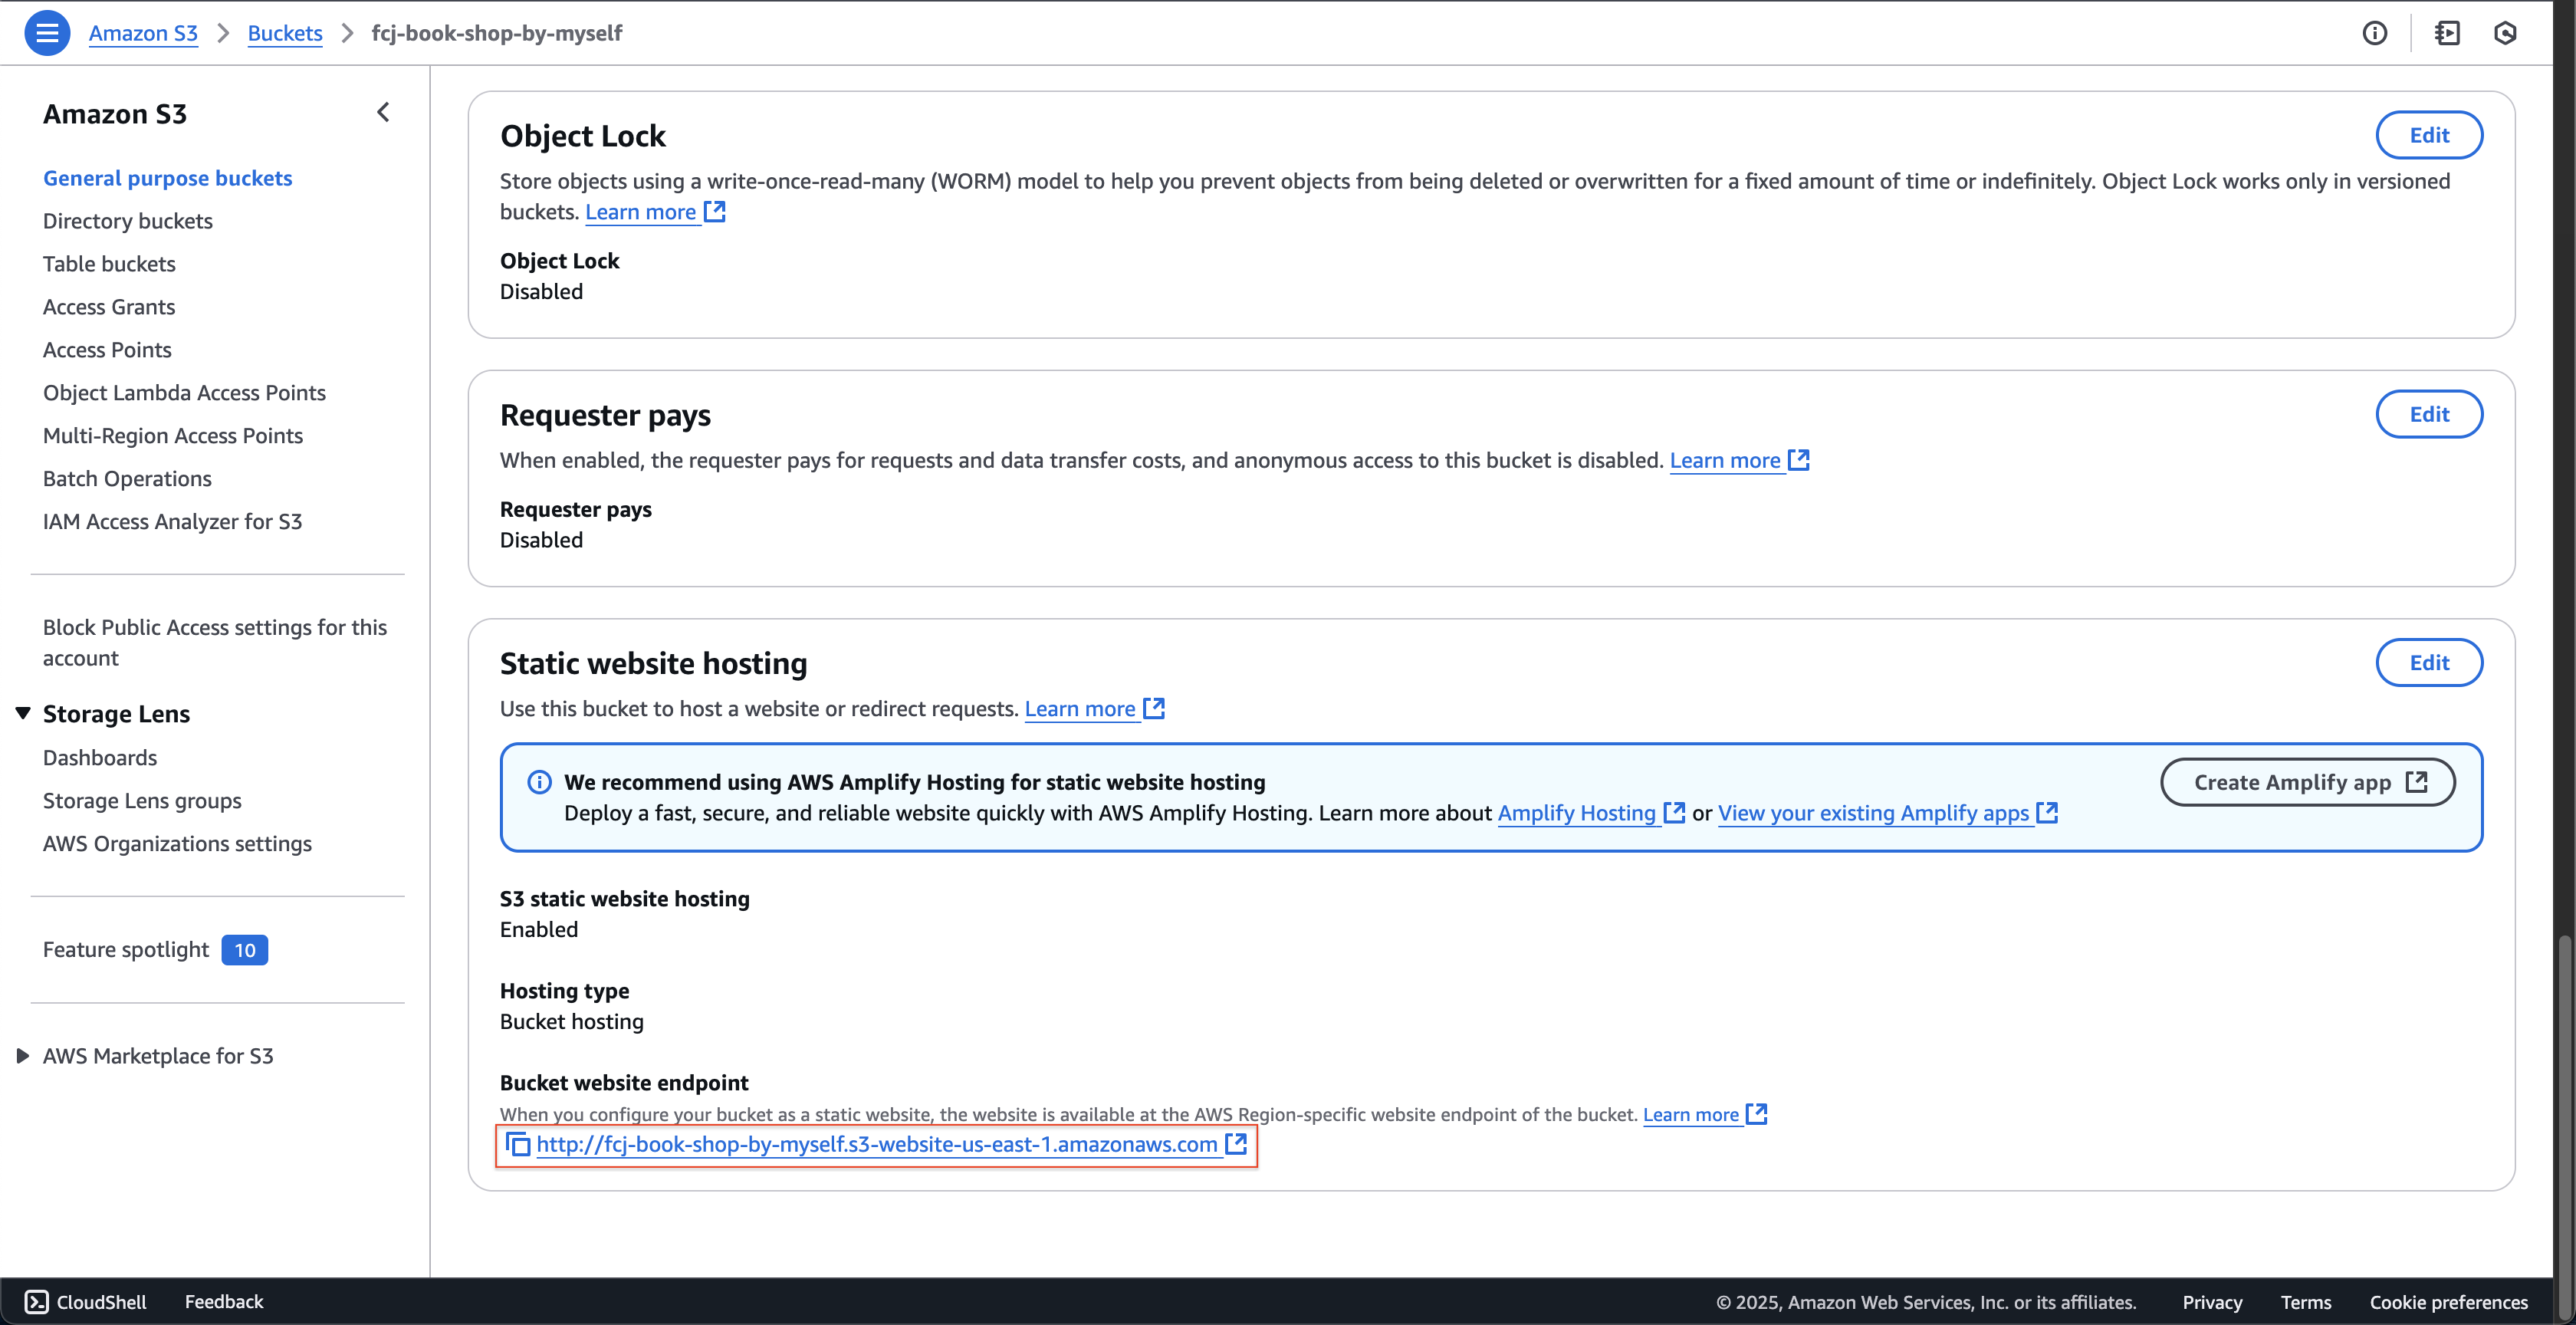 Amazon S3 > Buckets > fcj-book-shop-by-myself
Amazon S3
General purpose buckets
Directory buckets
Table buckets
Access Grants
Access Points
Object Lambda Access Points
Multi-Region Access Points
Batch Operations
IAM Access Analyzer for S3
Block Public Access settings for this
account
Storage Lens
Dashboards
Storage Lens groups
AWS Organizations settings
Feature spotlight 10
AWS Marketplace for S3
Object Lock
Edit
Store objects using a write-once-read-many (WORM) model to help you prevent objects from being deleted or overwritten for a fixed amount of time or indefinitely. Object Lock works only in versioned
buckets. Learn more
Object Lock
Disabled
Requester pays
Edit
When enabled, the requester pays for requests and data transfer costs, and anonymous access to this bucket is disabled. Learn more
Requester pays
Disabled
Static website hosting
Edit
Use this bucket to host a website or redirect requests. Learn more
We recommend using AWS Amplify Hosting for static website hosting
Create Amplify app
Deploy a fast, secure, and reliable website quickly with AWS Amplify Hosting. Learn more about Amplify Hosting or View your existing Amplify apps
S3 static website hosting
Enabled
Hosting type
Bucket hosting
Bucket website endpoint
When you configure your bucket as a static website, the website is available at the AWS Region-specific website endpoint of the bucket. Learn more
http://fcj-book-shop-by-myself.s3-website-us-east-1.amazonaws.com
CloudShell Feedback © 2025, Amazon Web Services, Inc. or its affiliates. Privacy Terms Cookie preferences